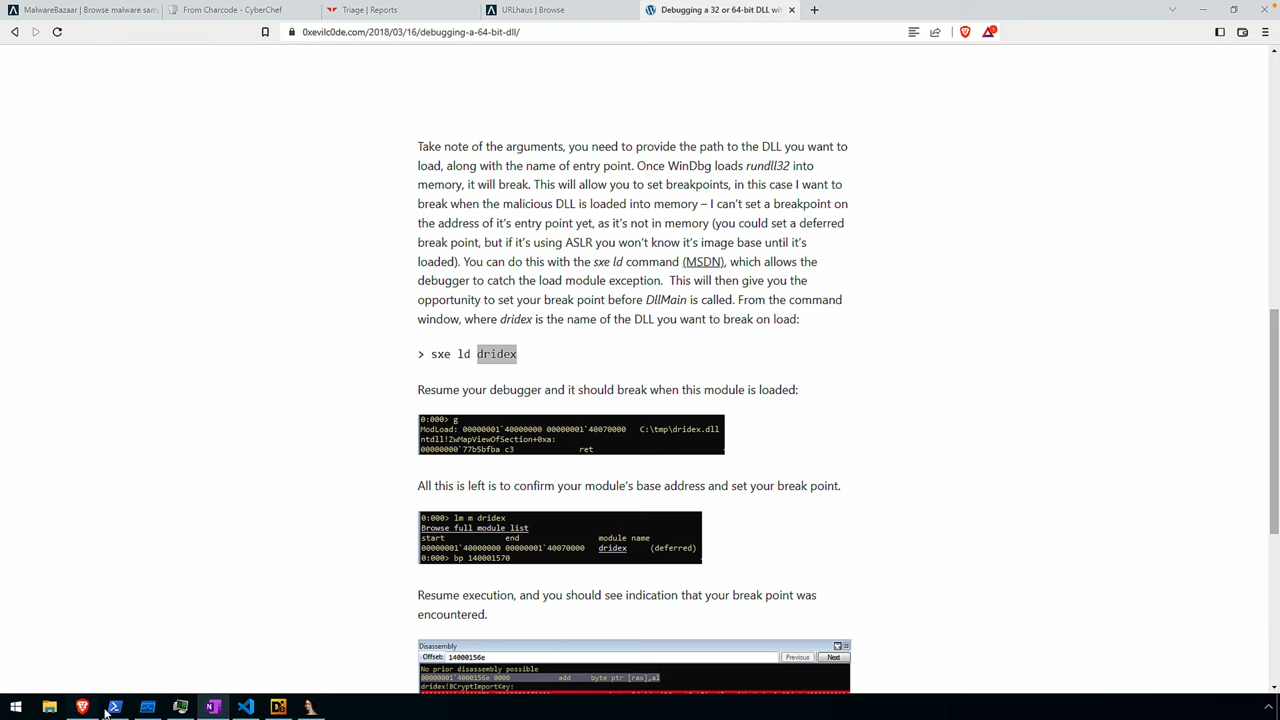 MalwareBazaar | Browse malware sam
From Charcode - CyberChef
Triage | Reports
URLhaus | Browse
Debugging a 32 or 64-bit DLL wit
0xevilc0de.com/2018/03/16/debugging-a-64-bit-dll/
Take note of the arguments, you need to provide the path to the DLL you want to
load, along with the name of entry point. Once WinDbg loads rundll32 into
memory, it will break. This will allow you to set breakpoints, in this case I want to
break when the malicious DLL is loaded into memory – I can't set a breakpoint on
the address of it's entry point yet, as it's not in memory (you could set a deferred
break point, but if it's using ASLR you won't know it's image base until it's
loaded). You can do this with the sxe ld command (MSDN), which allows the
debugger to catch the load module exception. This will then give you the
opportunity to set your break point before DllMain is called. From the command
window, where dridex is the name of the DLL you want to break on load:
> sxe ld dridex
Resume your debugger and it should break when this module is loaded:
0:000> g
ModLoad: 00000001`40000000 00000001`40070000 C:\tmp\dridex.dll
ntdll!ZwMapViewOfSection+0xa:
00000000`77b5bfba c3 ret
All this is left is to confirm your module's base address and set your break point.
0:000> lm m dridex
Browse full module list
start end module name
00000001`40000000 00000001`40070000 dridex (deferred)
0:000> bp 140001570
Resume execution, and you should see indication that your break point was
encountered.
Disassembly
Offset: 14000156e Previous Next
No prior disassembly possible
00000001`4000156e 0000 add byte ptr [rax],al
dridex!BCryptImportKey: